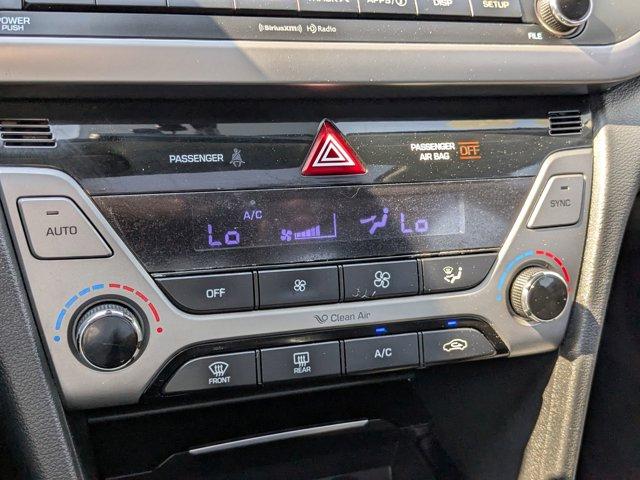 POWER
PUSH
DISP
SETUP
SiriusXM HD Radio
FILE
PASSENGER
PASSENGER
AIR BAG OFF
AUTO
SYNC
A/C
Lo Lo
OFF
Clean Air
FRONT
REAR
A/C